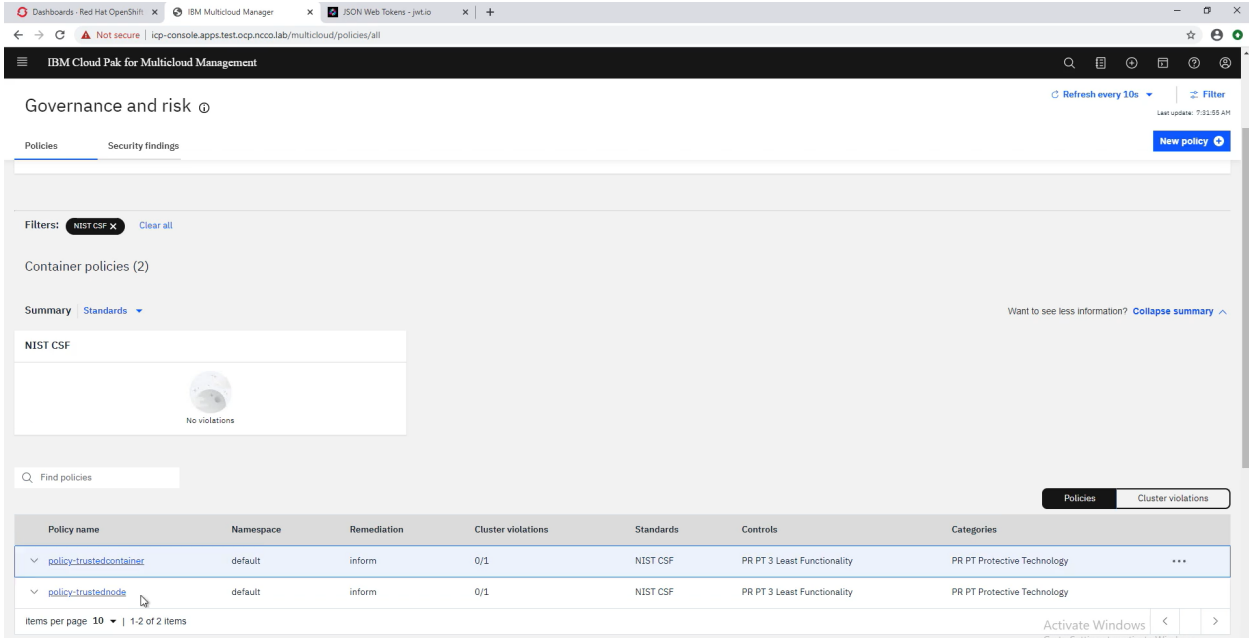 Dashboards · Red Hat OpenShift
IBM Multicloud Manager
JSON Web Tokens - jwt.io
Not secure | icp-console.apps.test.ocp.ncco.lab/multicloud/policies/all
IBM Cloud Pak for Multicloud Management
Governance and risk
Refresh every 10s
Filter
Last update: 7:31:55 AM
Policies
Security findings
New policy
Filters:
NIST CSF
Clear all
Container policies (2)
Summary
Standards
Want to see less information? Collapse summary
NIST CSF
No violations
Find policies
Policies
Cluster violations
Policy name Namespace Remediation Cluster violations Standards Controls Categories
policy-trustedcontainer default inform 0/1 NIST CSF PR PT 3 Least Functionality PR PT Protective Technology
policy-trustednode default inform 0/1 NIST CSF PR PT 3 Least Functionality PR PT Protective Technology
items per page 10 | 1-2 of 2 items
Activate Windows